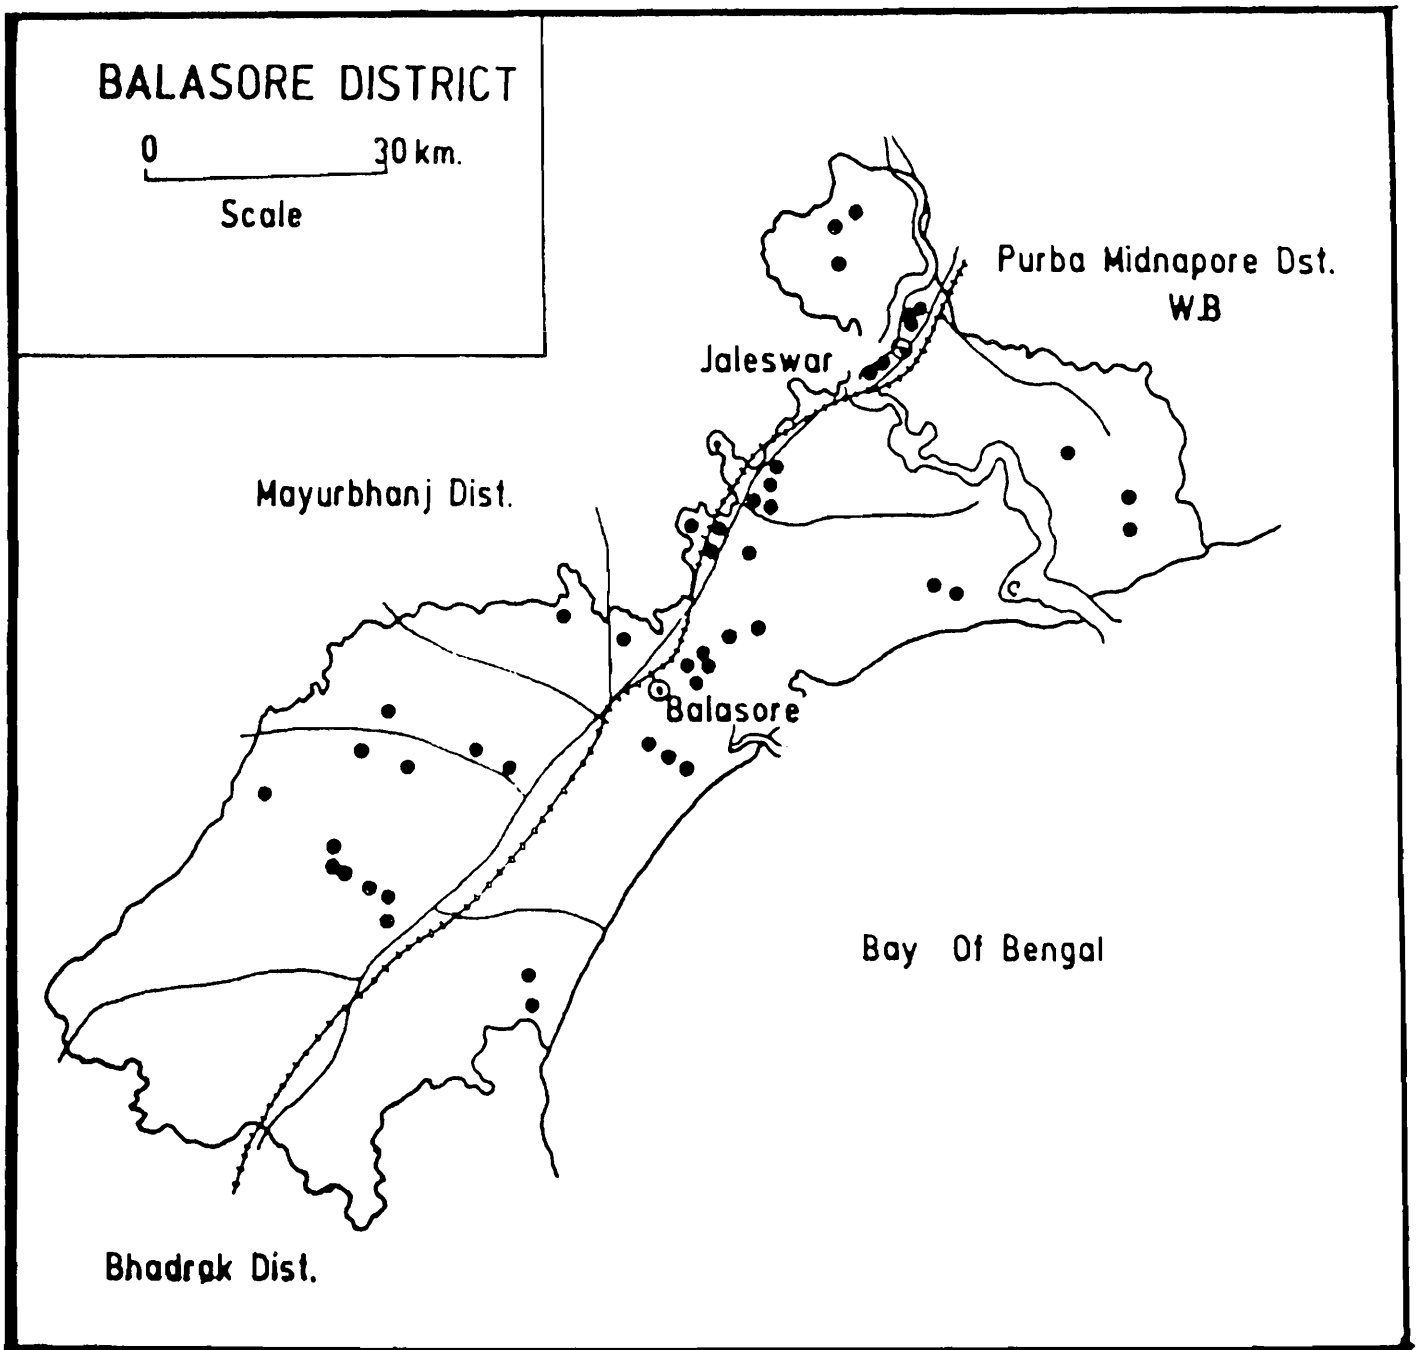 BALASORE DISTRICT
0 30 km.
Scale
Purba Midnapore Dst.
W.B
Jaleswar
Mayurbhanj Dist.
Balasore
Bay Of Bengal
Bhadrak Dist.